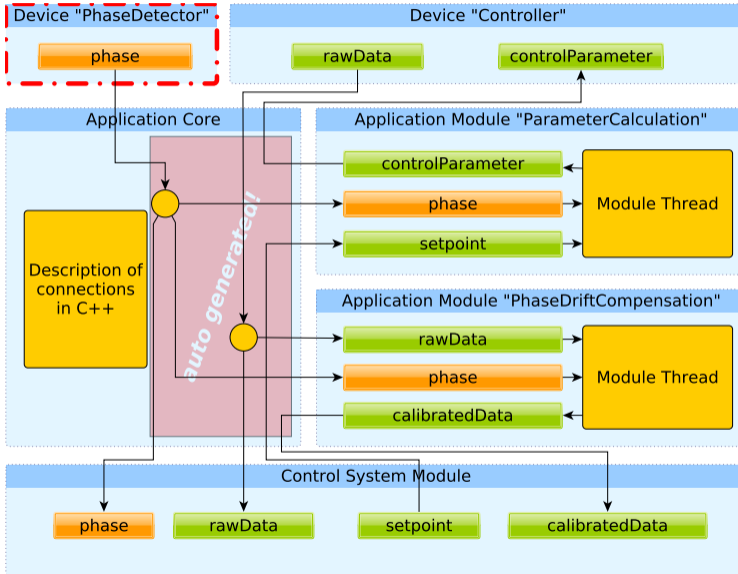 Device "PhaseDetector"
phase
Device "Controller"
rawData
controlParameter
Application Core
Description of
connections
in C++
auto generated!
Application Module "ParameterCalculation"
controlParameter
phase
setpoint
Module Thread
Application Module "PhaseDriftCompensation"
rawData
phase
calibratedData
Module Thread
Control System Module
phase
rawData
setpoint
calibratedData